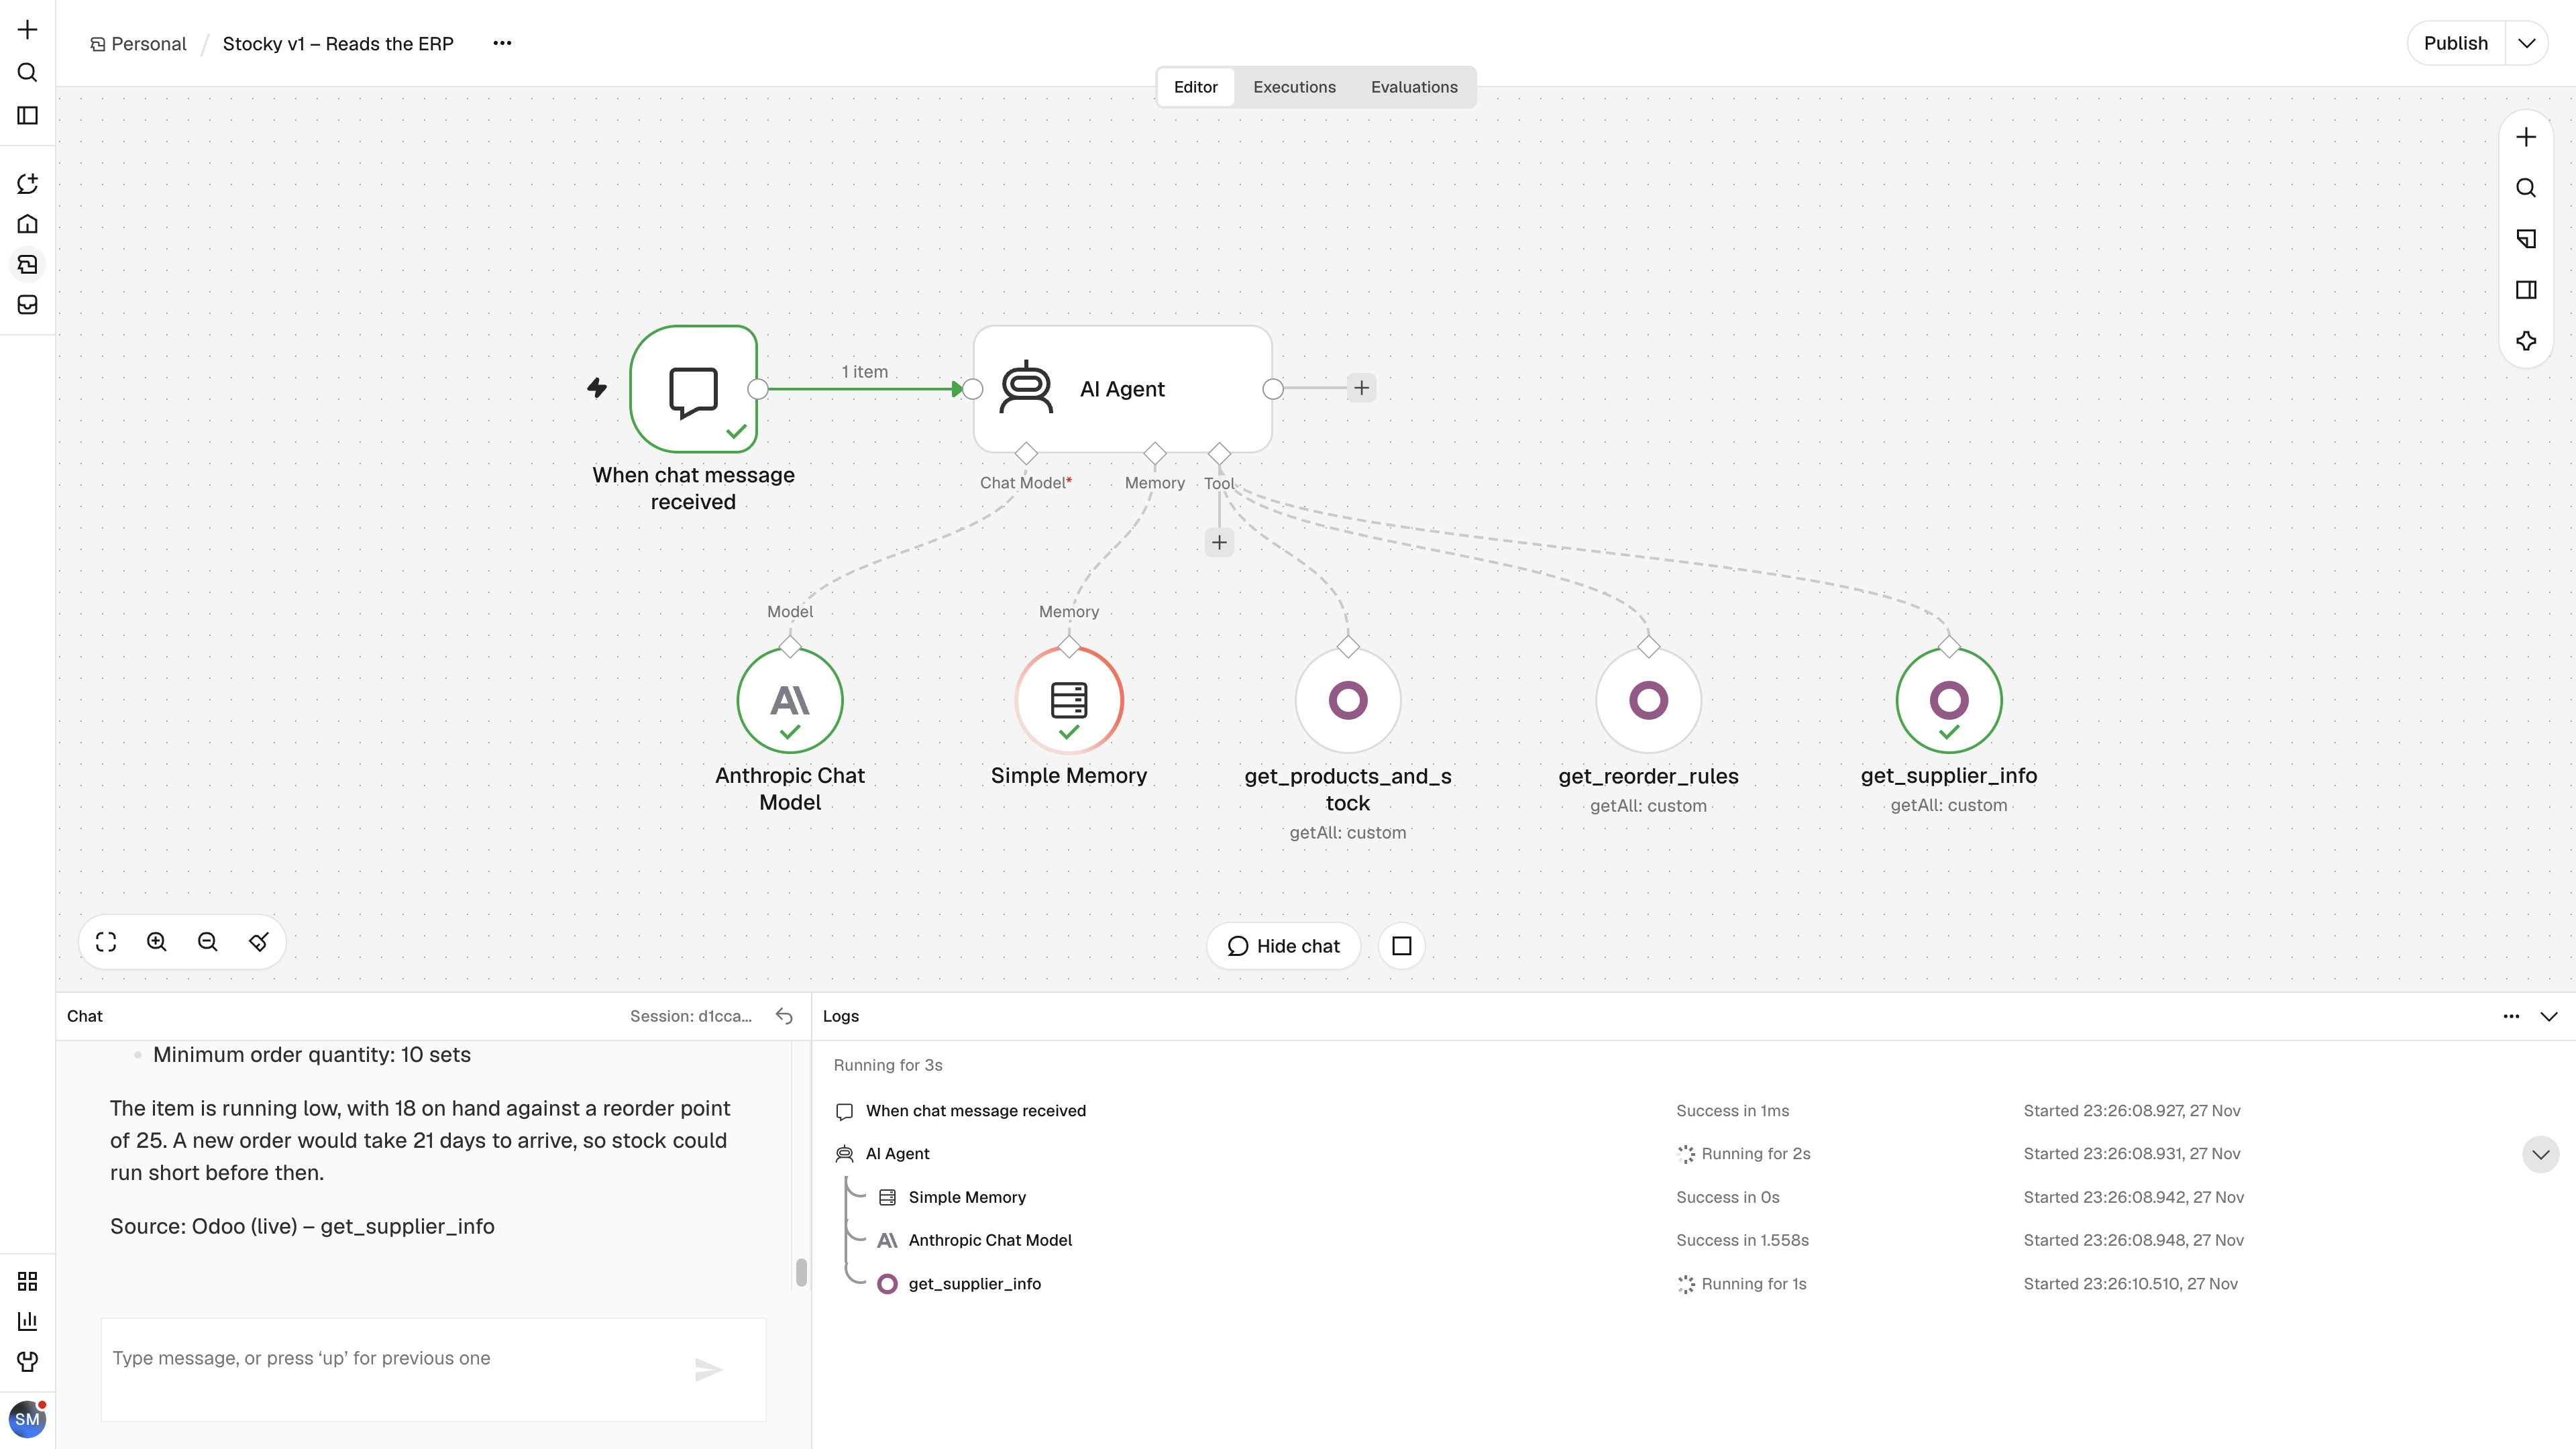 Personal / Stocky v1 – Reads the ERP
Publish
Editor Executions Evaluations
1 item
AI Agent
When chat message
received
Chat Model* Memory Tool
Model Memory
Anthropic Chat
Model
Simple Memory
get_products_and_s
tock
getAll: custom
get_reorder_rules
getAll: custom
get_supplier_info
getAll: custom
Hide chat
Chat Session: d1cca...
Minimum order quantity: 10 sets
The item is running low, with 18 on hand against a reorder point
of 25. A new order would take 21 days to arrive, so stock could
run short before then.
Source: Odoo (live) – get_supplier_info
Type message, or press ‘up’ for previous one
SM
Logs
Running for 3s
When chat message received Success in 1ms Started 23:26:08.927, 27 Nov
AI Agent Running for 2s Started 23:26:08.931, 27 Nov
Simple Memory Success in 0s Started 23:26:08.942, 27 Nov
Anthropic Chat Model Success in 1.558s Started 23:26:08.948, 27 Nov
get_supplier_info Running for 1s Started 23:26:10.510, 27 Nov